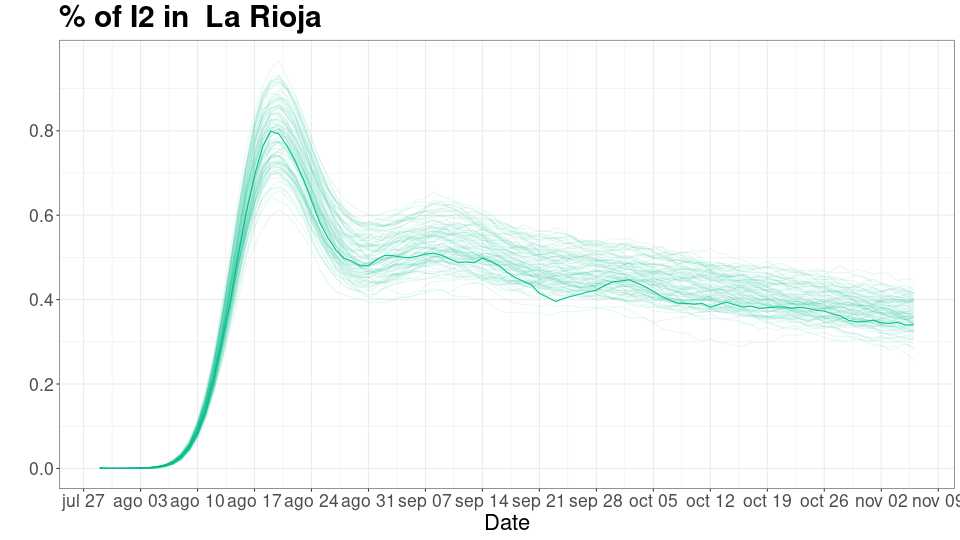 % of I2 in  La Rioja
0.8
0.6
0.4
0.2
0.0
jul 27 ago 03 ago 10 ago 17 ago 24 ago 31 sep 07 sep 14 sep 21 sep 28 oct 05 oct 12 oct 19 oct 26 nov 02 nov 09
Date